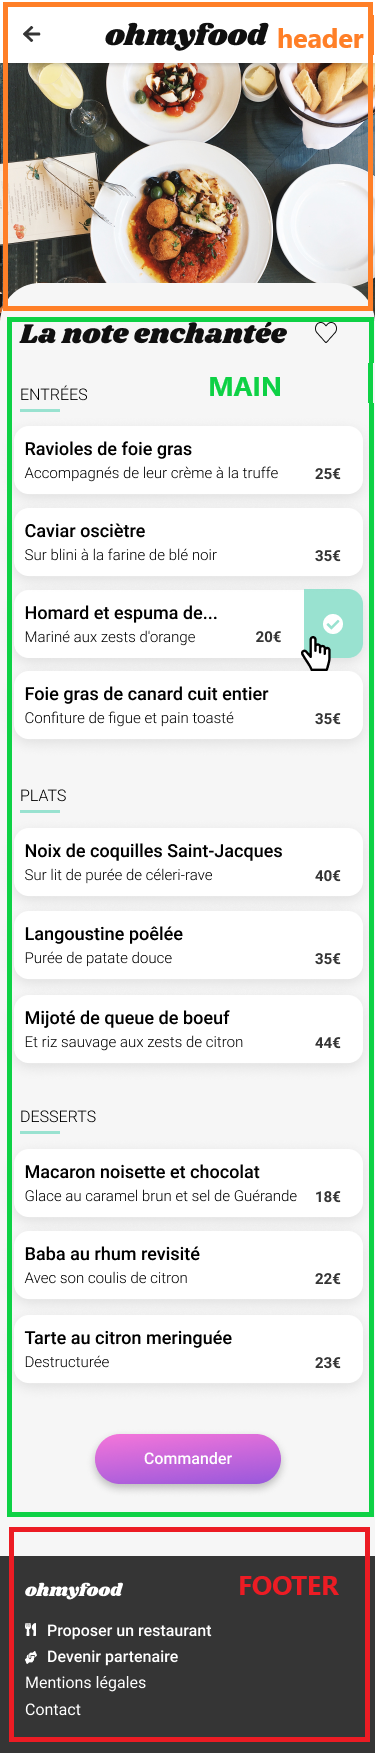 ohmyfood header
La note enchantée
MAIN
ENTRÉES
Ravioles de foie gras
Accompagnés de leur crème à la truffe 25€
Caviar osciètre
Sur blini à la farine de blé noir 35€
Homard et espuma de...
Mariné aux zests d'orange 20€
Foie gras de canard cuit entier
Confiture de figue et pain toasté 35€
PLATS
Noix de coquilles Saint-Jacques
Sur lit de purée de céleri-rave 40€
Langoustine poêlée
Purée de patate douce 35€
Mijoté de queue de boeuf
Et riz sauvage aux zests de citron 44€
DESSERTS
Macaron noisette et chocolat
Glace au caramel brun et sel de Guérande 18€
Baba au rhum revisité
Avec son coulis de citron 22€
Tarte au citron meringuée
Destructurée 23€
Commander
ohmyfood FOOTER
Proposer un restaurant
Devenir partenaire
Mentions légales
Contact